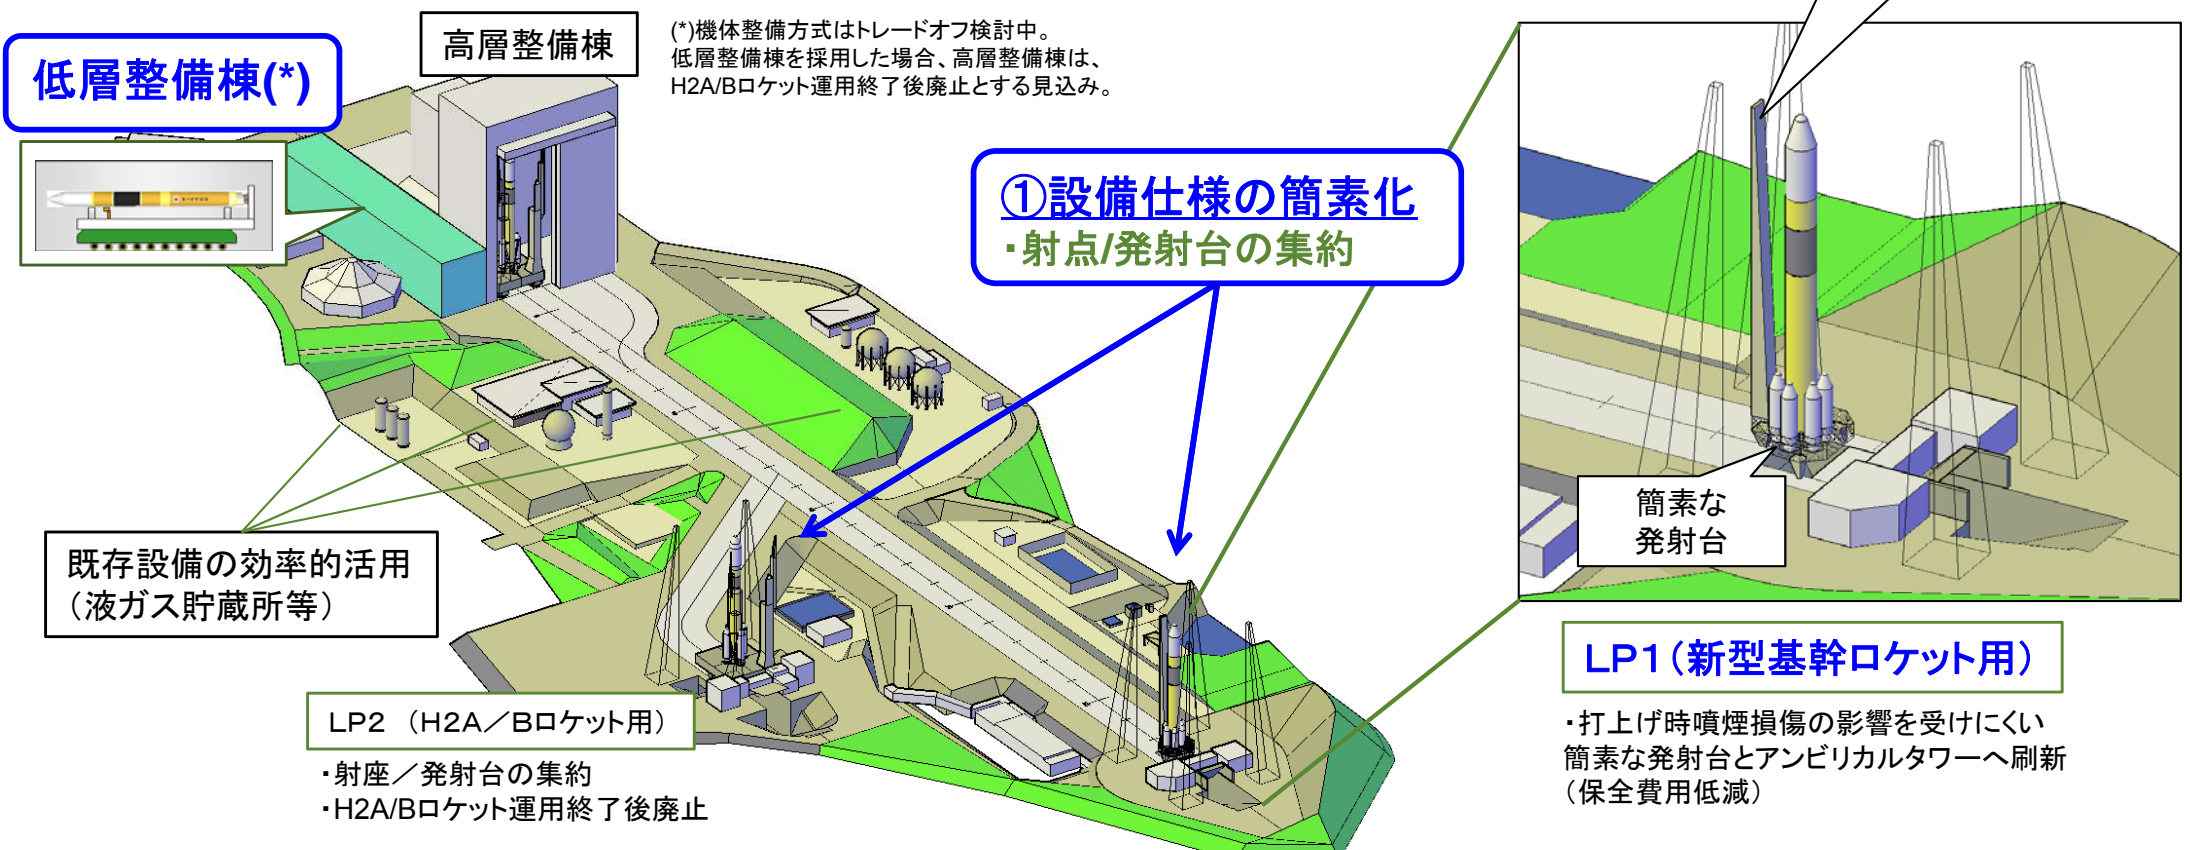 低層整備棟(*)
高層整備棟
(*)機体整備方式はトレードオフ検討中。
低層整備棟を採用した場合、高層整備棟は、
H2A/Bロケット運用終了後廃止とする見込み。
①設備仕様の簡素化
・射点/発射台の集約
既存設備の効率的活用
(液ガス貯蔵所等)
LP2 (H2A/Bロケット用)
・射座/発射台の集約
・H2A/Bロケット運用終了後廃止
簡素な
発射台
LP1(新型基幹ロケット用)
・打上げ時噴煙損傷の影響を受けにくい
簡素な発射台とアンビリカルタワーへ刷新
(保全費用低減)